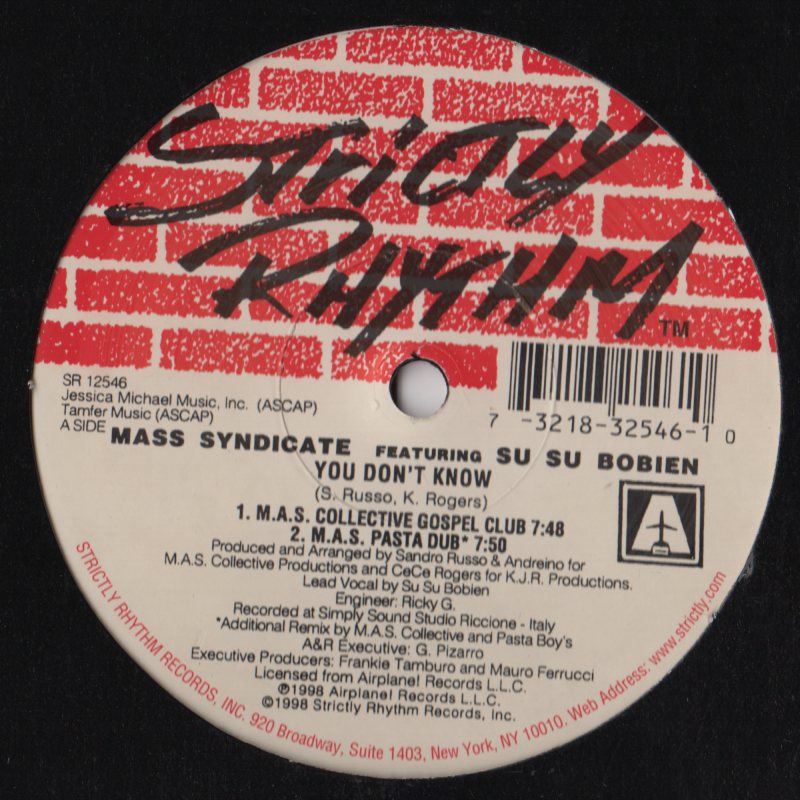 Strictly
Rhythm
TM
SR 12546
Jessica Michael Music, Inc. (ASCAP)
Tamfer Music (ASCAP)
7 -3218-32546-1 0
A SIDE
MASS SYNDICATE FEATURING SU SU BOBIEN
YOU DON'T KNOW
(S. Russo, K. Rogers)
1. M.A.S. COLLECTIVE GOSPEL CLUB 7:48
2. M.A.S. PASTA DUB* 7:50
A
Produced and Arranged by Sandro Russo & Andreino for
M.A.S. Collective Productions and CeCe Rogers for K.J.R. Productions.
Lead Vocal by Su Su Bobien
Engineer: Ricky G.
Recorded at Simply Sound Studio Riccione - Italy
*Additional Remix by M.A.S. Collective and Pasta Boy's
A&R Executive: G. Pizarro
Executive Producers: Frankie Tamburo and Mauro Ferrucci
Licensed from Airplane! Records L.L.C.
℗1998 Airplane! Records L.L.C.
©1998 Strictly Rhythm Records, Inc.
STRICTLY RHYTHM RECORDS, INC. 920 Broadway, Suite 1403, New York, NY 10010. Web Address: www.strictly.com